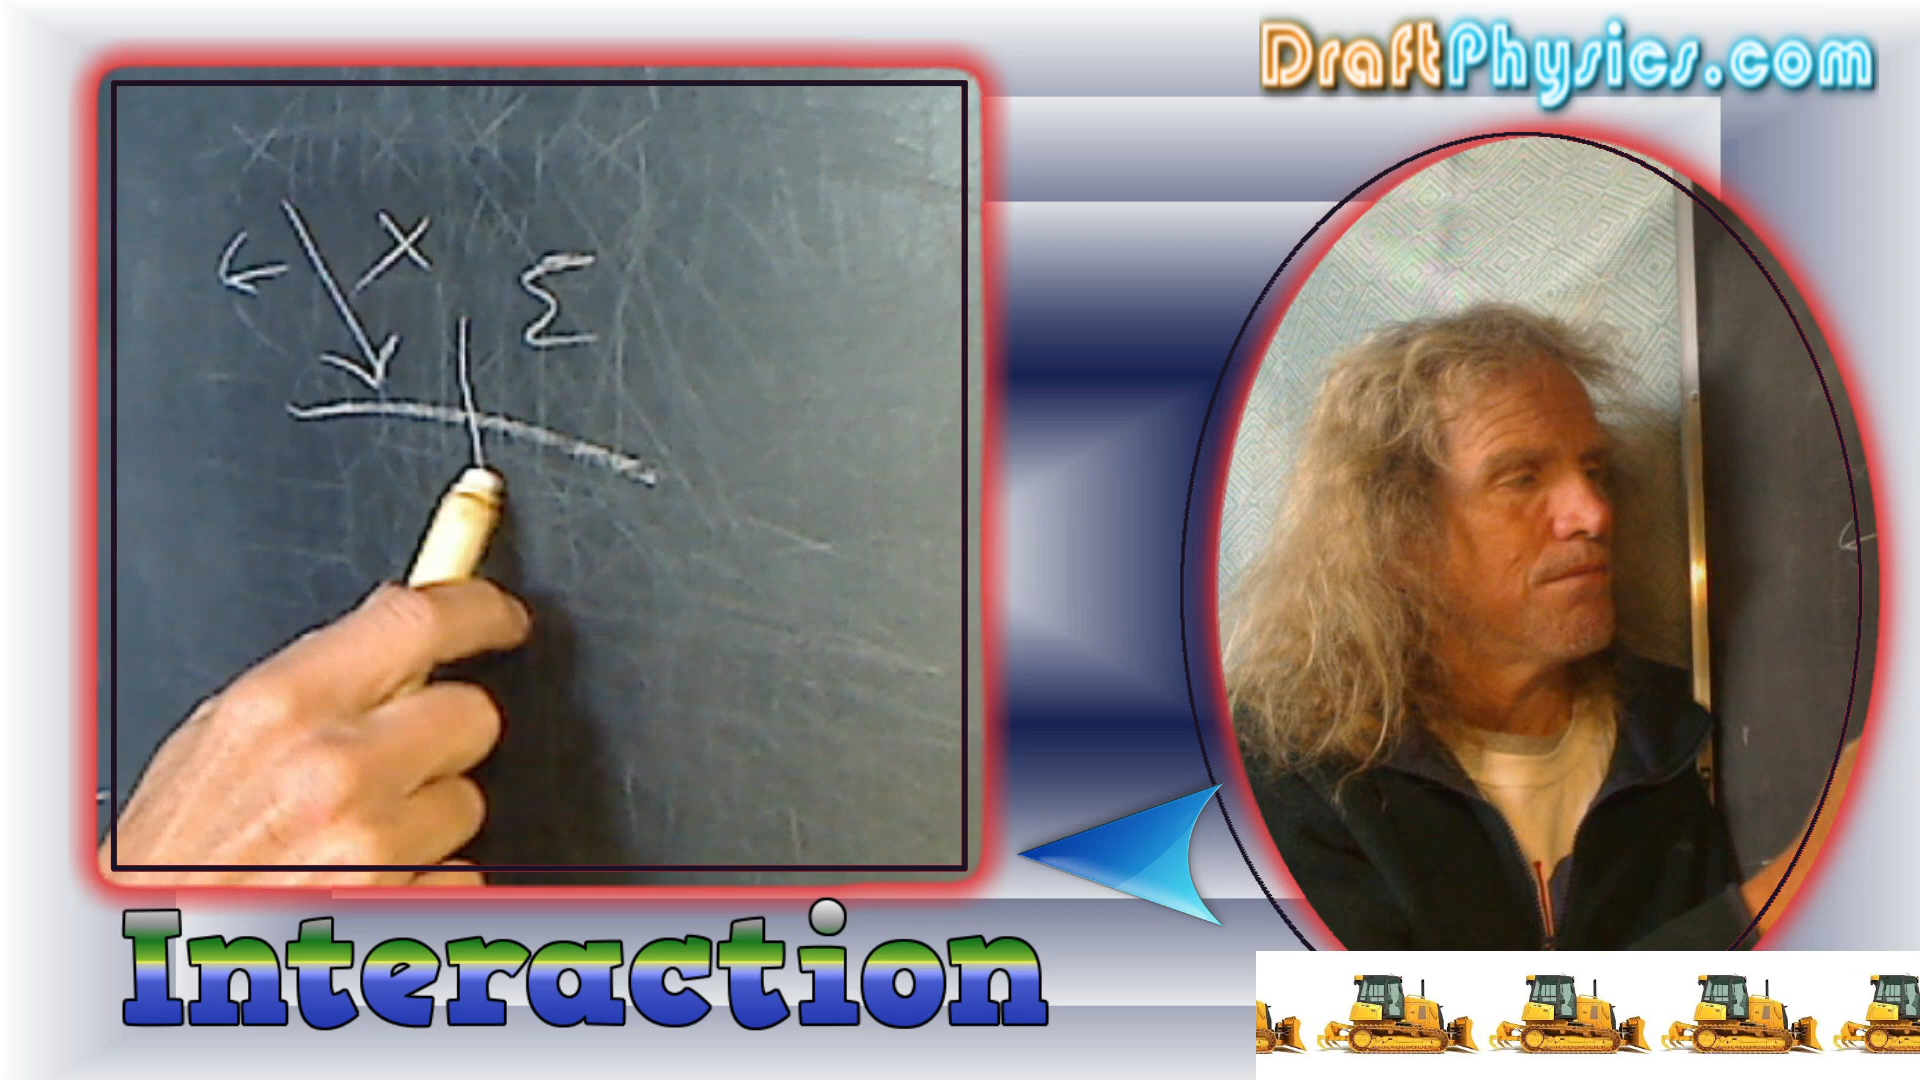 DraftPhysics.com
X
Σ
Interaction